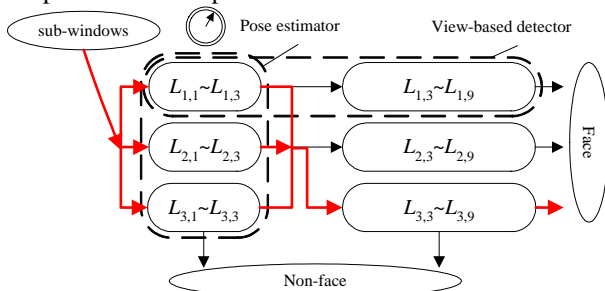 sub-windows
Pose estimator
View-based detector
L1,1~L1,3
L1,3~L1,9
L2,1~L2,3
L2,3~L2,9
L3,1~L3,3
L3,3~L3,9
Face
Non-face